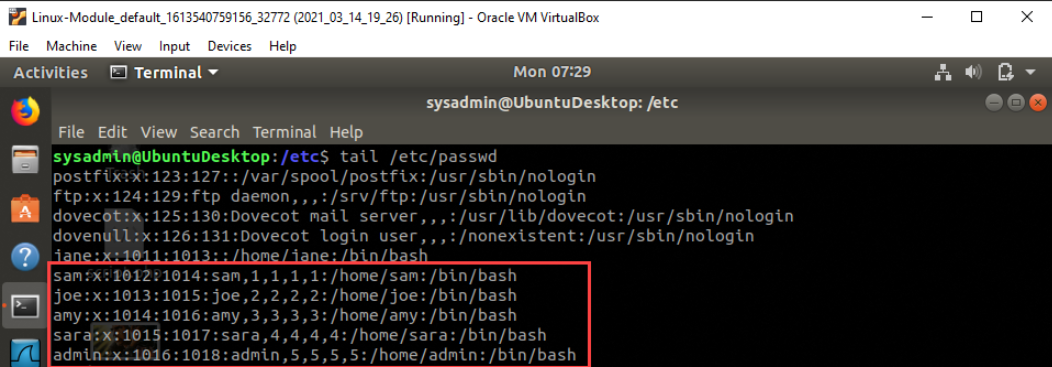 Linux-Module_default_1613540759156_32772 (2021_03_14_19_26) [Running] - Oracle VM VirtualBox
File Machine View Input Devices Help
Activities Terminal Mon 07:29
sysadmin@UbuntuDesktop: /etc
File Edit View Search Terminal Help
sysadmin@UbuntuDesktop:/etc$ tail /etc/passwd
postfix:x:123:127::/var/spool/postfix:/usr/sbin/nologin
ftp:x:124:129:ftp daemon,,,:/srv/ftp:/usr/sbin/nologin
dovecot:x:125:130:Dovecot mail server,,,:/usr/lib/dovecot:/usr/sbin/nologin
dovenull:x:126:131:Dovecot login user,,,:/nonexistent:/usr/sbin/nologin
jane:x:1011:1013::/home/jane:/bin/bash
sam:x:1012:1014:sam,1,1,1,1:/home/sam:/bin/bash
joe:x:1013:1015:joe,2,2,2,2:/home/joe:/bin/bash
amy:x:1014:1016:amy,3,3,3,3:/home/amy:/bin/bash
sara:x:1015:1017:sara,4,4,4,4:/home/sara:/bin/bash
admin:x:1016:1018:admin,5,5,5,5:/home/admin:/bin/bash